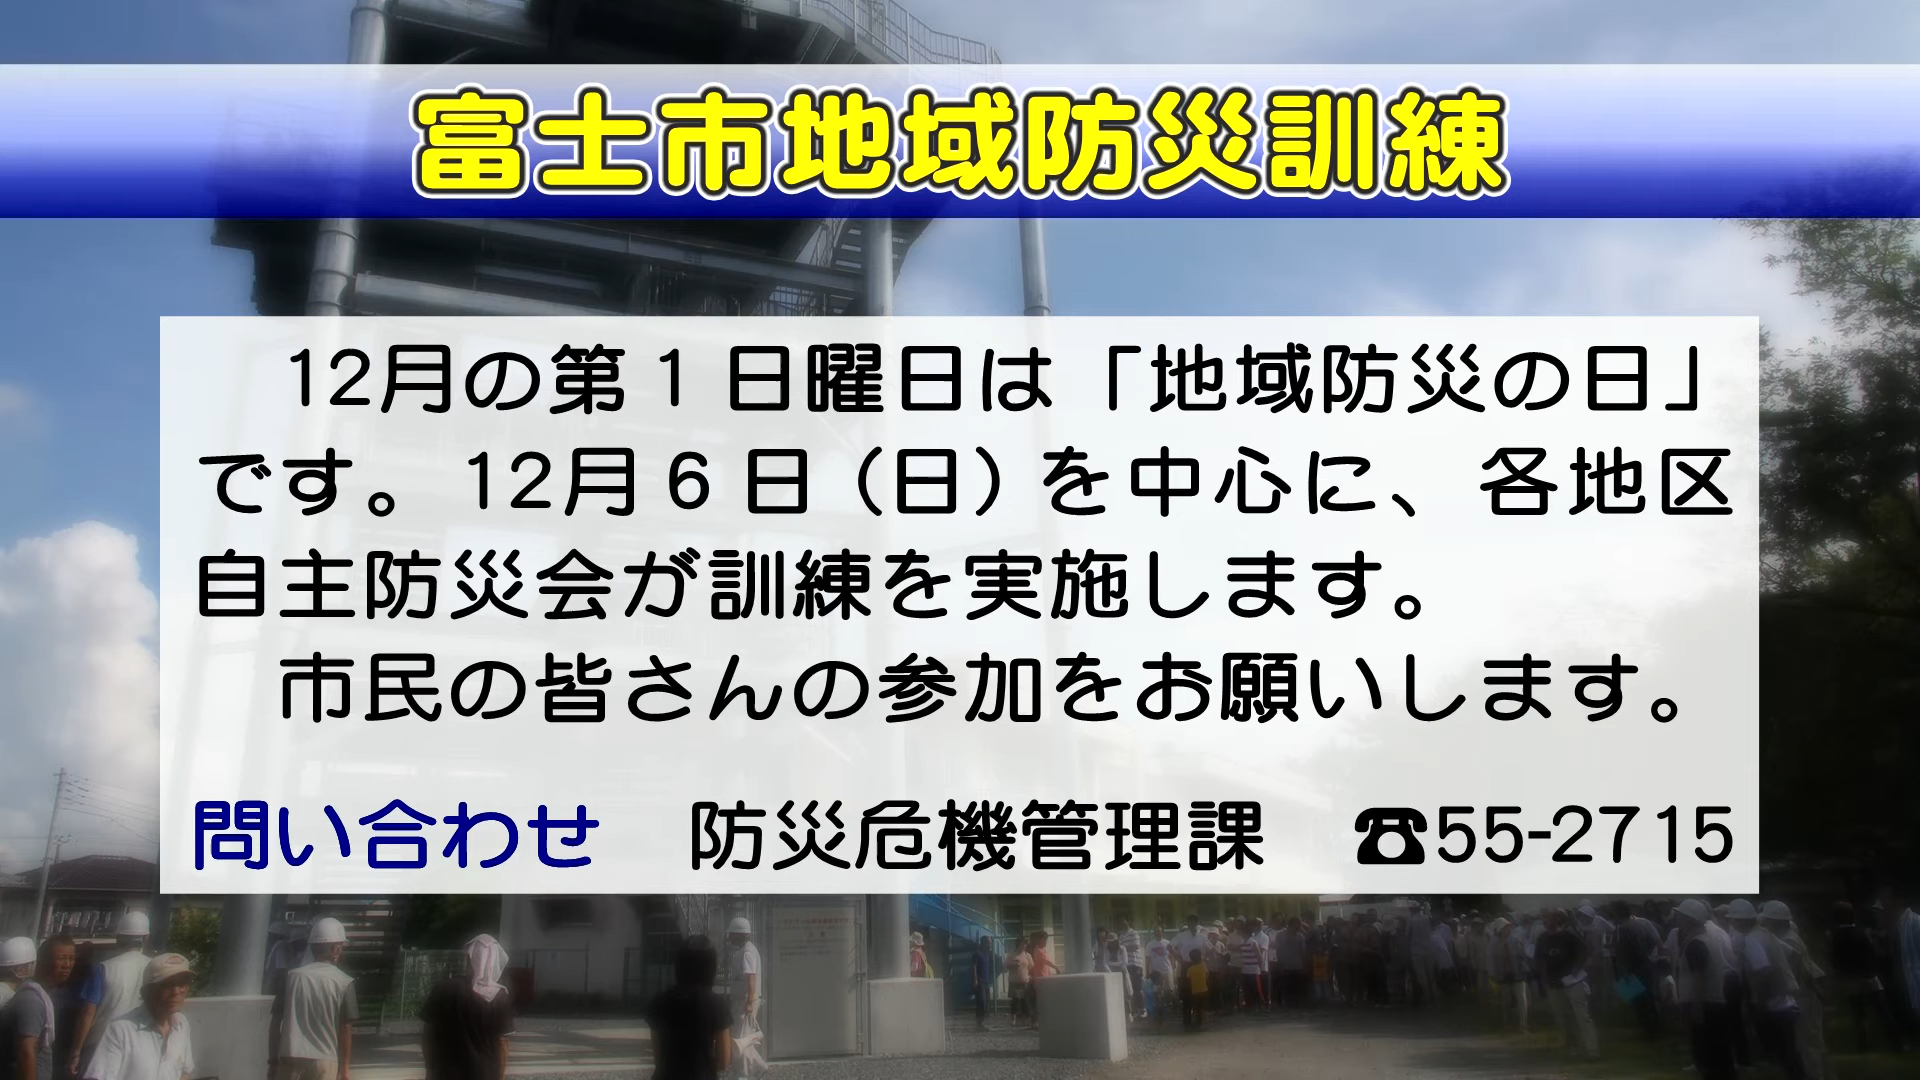 富士市地域防災訓練
12月の第1日曜日は「地域防災の日」
です。12月6日(日)を中心に、各地区
自主防災会が訓練を実施します。
市民の皆さんの参加をお願いします。
問い合わせ　防災危機管理課　☎55-2715